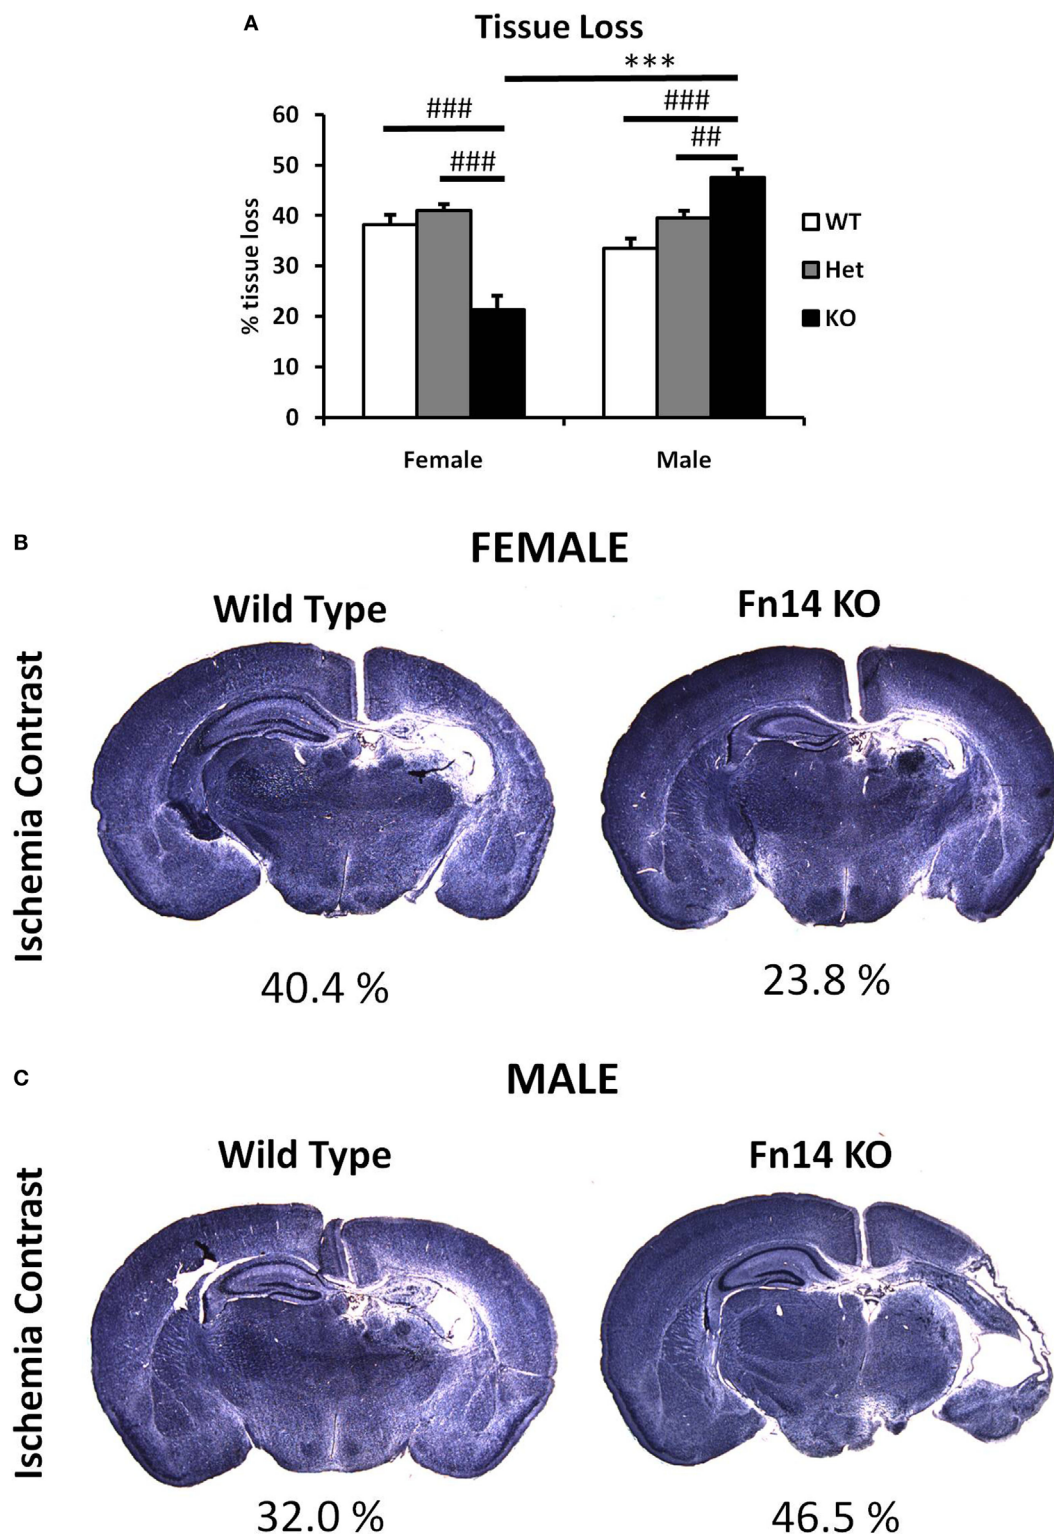 A
Tissue Loss
***
###
###
###
##
60
50
40
30
20
10
0
% tissue loss
WT
Het
KO
Female
Male
B
FEMALE
Wild Type
Fn14 KO
Ischemia Contrast
40.4 %
23.8 %
C
MALE
Wild Type
Fn14 KO
Ischemia Contrast
32.0 %
46.5 %